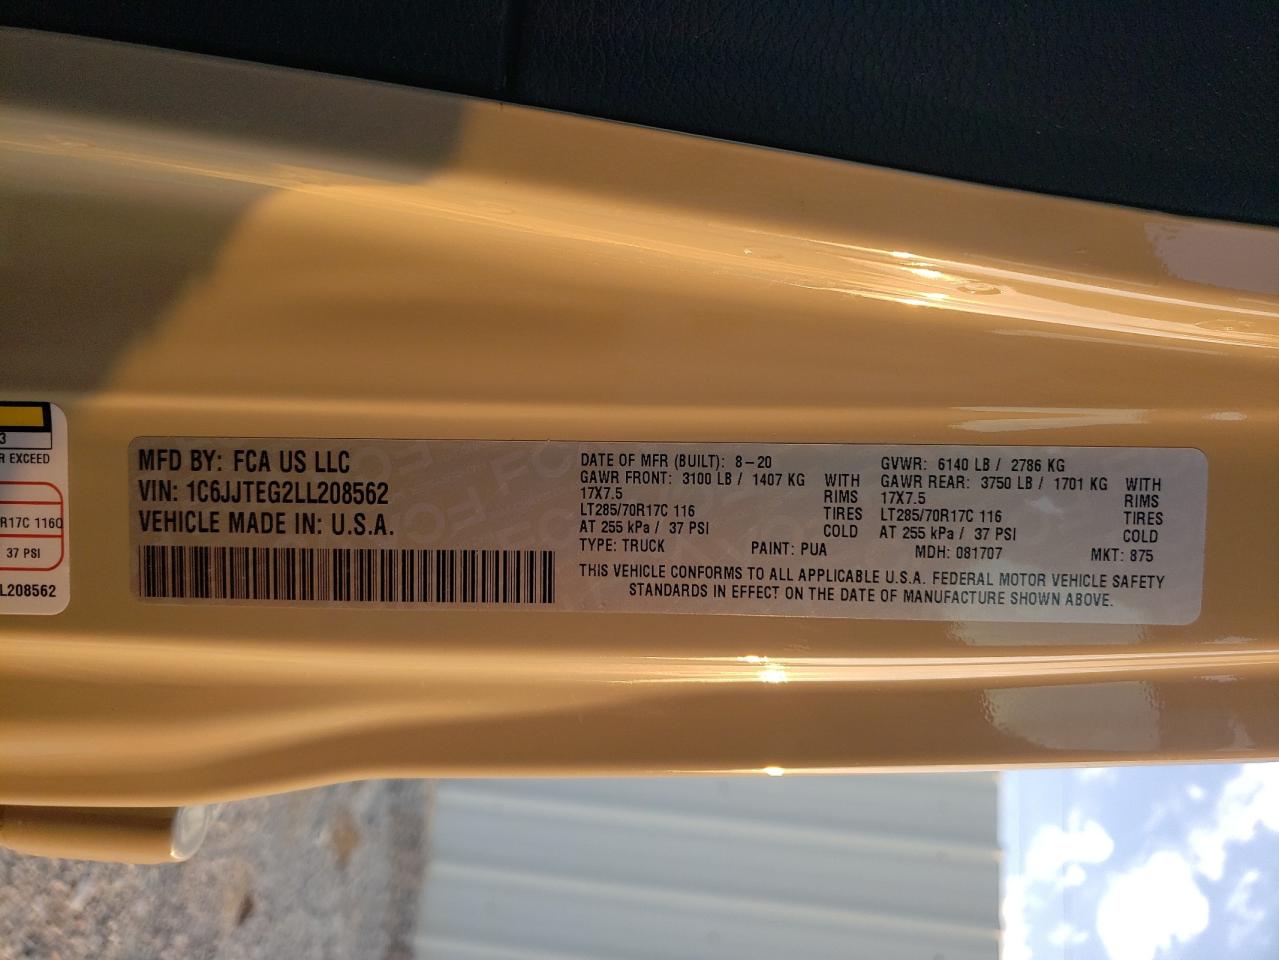 3
R EXCEED
R17C 116Q
37 PSI
L208562
MFD BY: FCA US LLC
VIN: 1C6JJTEG2LL208562
VEHICLE MADE IN: U.S.A.
DATE OF MFR (BUILT): 8-20
GAWR FRONT: 3100 LB / 1407 KG WITH
17X7.5 RIMS
LT285/70R17C 116 TIRES
AT 255 kPa / 37 PSI COLD
TYPE: TRUCK PAINT: PUA
GVWR: 6140 LB / 2786 KG
GAWR REAR: 3750 LB / 1701 KG WITH
17X7.5 RIMS
LT285/70R17C 116 TIRES
AT 255 kPa / 37 PSI COLD
MDH: 081707 MKT: 875
THIS VEHICLE CONFORMS TO ALL APPLICABLE U.S.A. FEDERAL MOTOR VEHICLE SAFETY
STANDARDS IN EFFECT ON THE DATE OF MANUFACTURE SHOWN ABOVE.